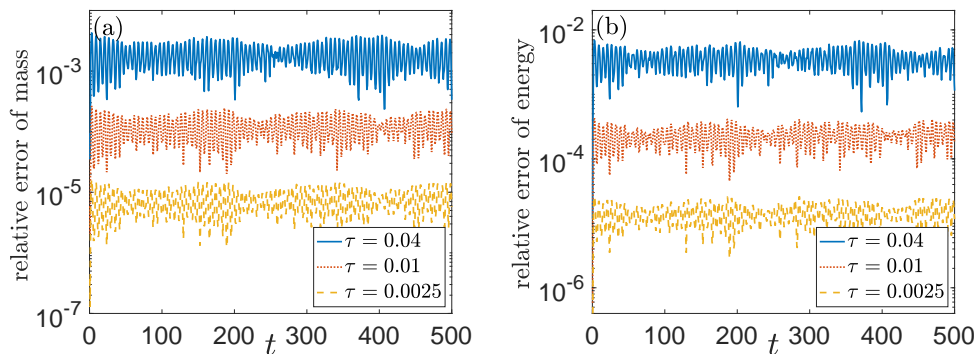 (a)
relative error of mass
10^-3
10^-5
10^-7
0 100 200 300 400 500
t
τ = 0.04
τ = 0.01
τ = 0.0025
(b)
relative error of energy
10^-2
10^-4
10^-6
0 100 200 300 400 500
t
τ = 0.04
τ = 0.01
τ = 0.0025